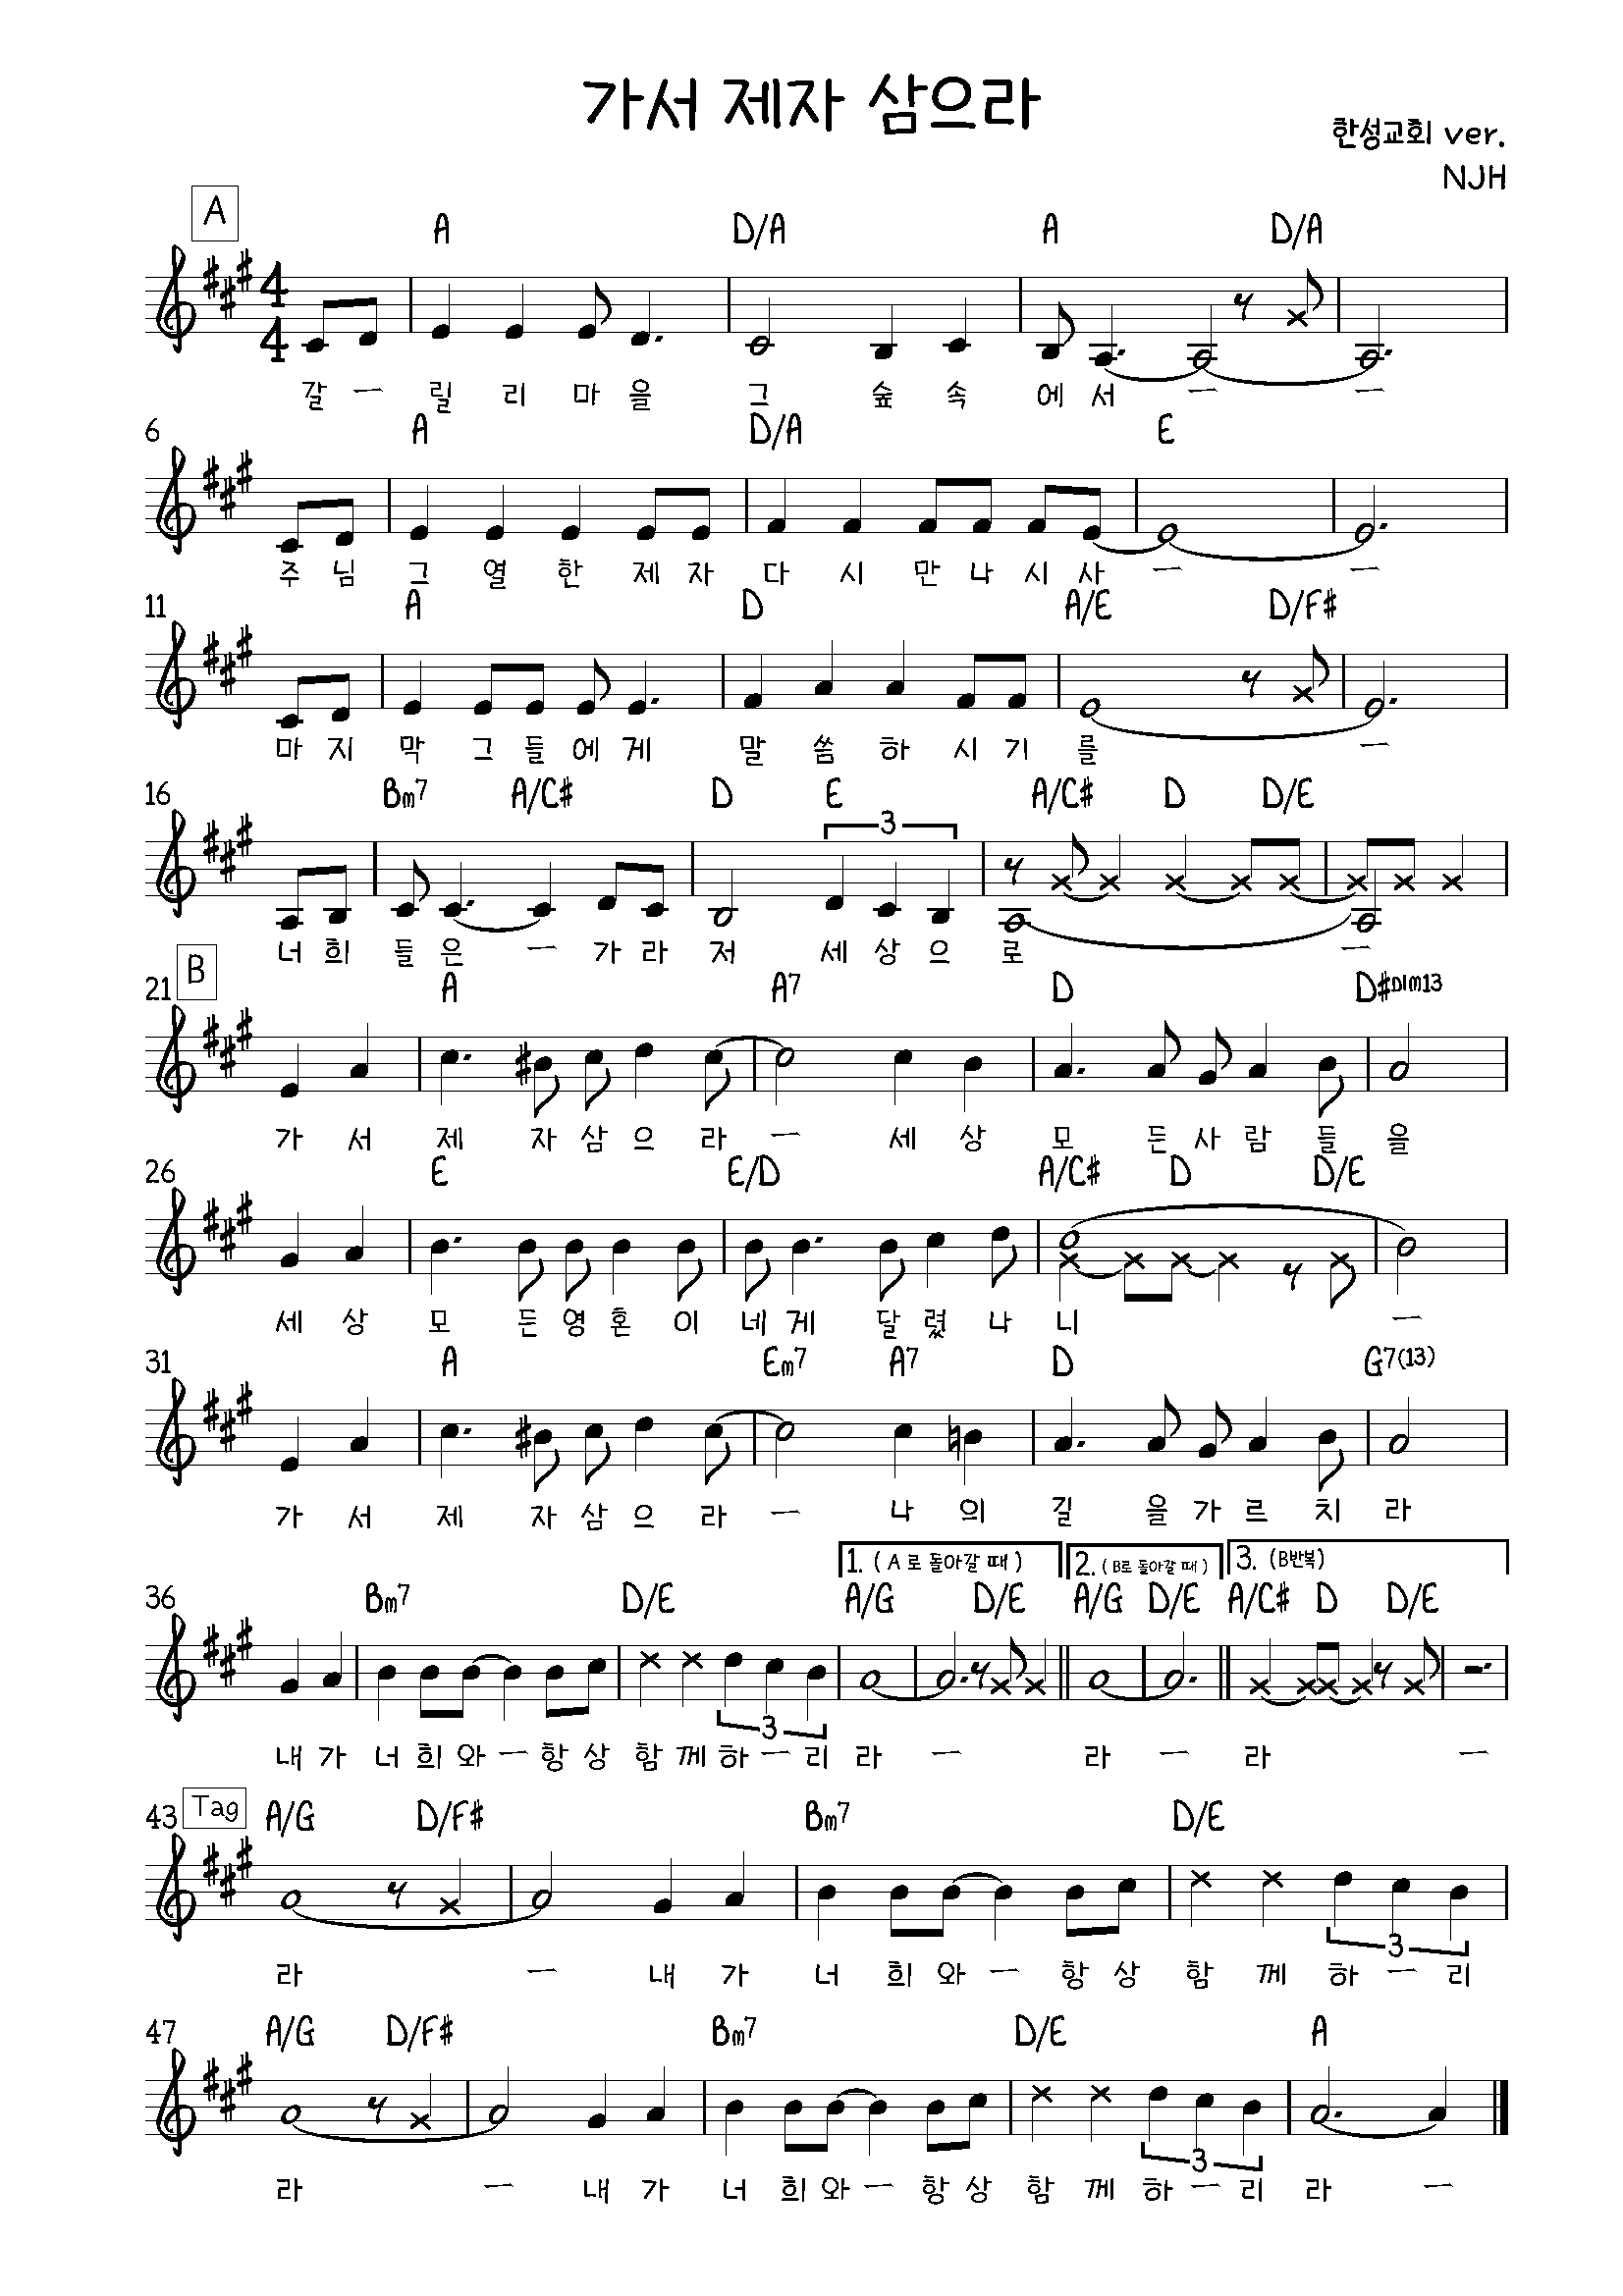 가서 제자 삼으라
한성교회 ver.
NJH
A
A D/A A D/A
4
4
갈 ㅡ 릴 리 마 을 그 숲 속 에 서 ㅡ ㅡ
6 A D/A E
주 님 그 열 한 제 자 다 시 만 나 시 사 ㅡ ㅡ
11 A D A/E D/F#
마 지 막 그 들 에 게 말 씀 하 시 기 를 ㅡ
16 Bm7 A/C# D E A/C# D D/E
3
너 희 들 은 ㅡ 가 라 저 세 상 으 로 ㅡ
21 B A A7 D D#DIM13
가 서 제 자 삼 으 라 ㅡ 세 상 모 든 사 람 들 을
26 E E/D A/C# D D/E
세 상 모 든 영 혼 이 네 게 달 렸 나 니 ㅡ
31 A Em7 A7 D G7(13)
가 서 제 자 삼 으 라 ㅡ 나 의 길 을 가 르 치 라
1. (A 로 돌아갈 때) 2. (B로 돌아갈 때) 3. (B반복)
36 Bm7 D/E A/G D/E A/G D/E A/C# D D/E
3
내 가 너 희 와 ㅡ 항 상 함 께 하 ㅡ 리 라 ㅡ 라 ㅡ 라 ㅡ
43 Tag A/G D/F# Bm7 D/E
3
라 ㅡ 내 가 너 희 와 ㅡ 항 상 함 께 하 ㅡ 리
47 A/G D/F# Bm7 D/E A
3
라 ㅡ 내 가 너 희 와 ㅡ 항 상 함 께 하 ㅡ 리 라 ㅡ